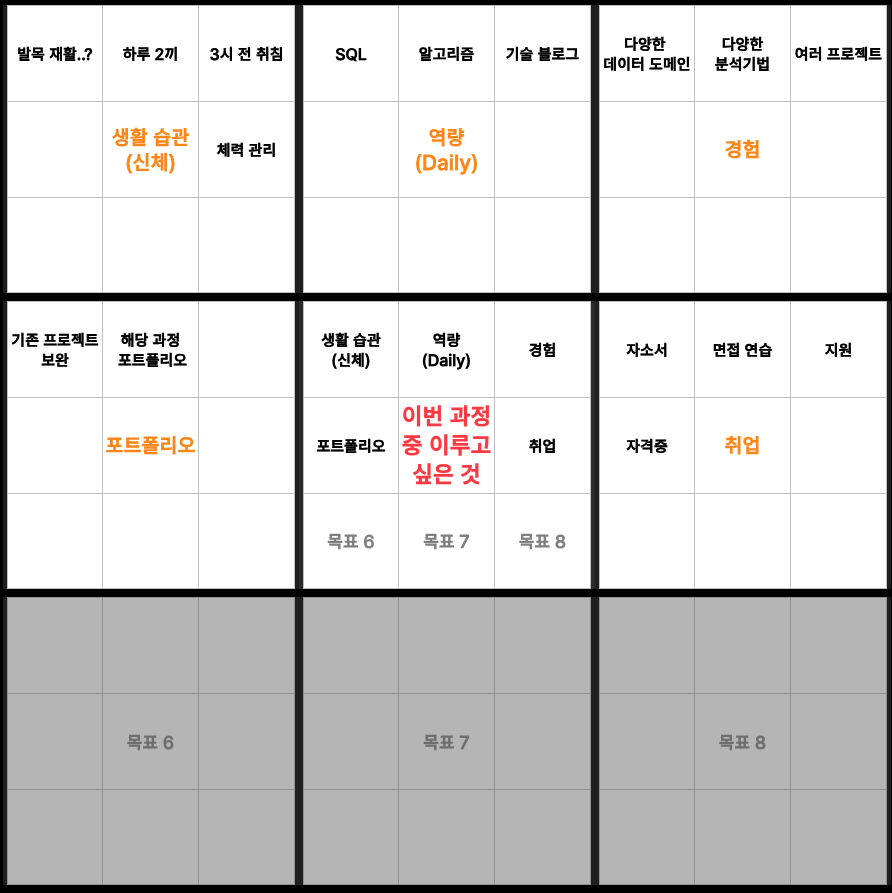 발목 재활..?
하루 2끼
3시 전 취침
생활 습관
(신체)
체력 관리
SQL
알고리즘
기술 블로그
역량
(Daily)
다양한
데이터 도메인
다양한
분석기법
여러 프로젝트
경험
기존 프로젝트
보완
해당 과정
포트폴리오
포트폴리오
생활 습관
(신체)
역량
(Daily)
경험
포트폴리오
이번 과정
중 이루고
싶은 것
취업
목표 6
목표 7
목표 8
자소서
면접 연습
지원
자격증
취업
목표 6
목표 7
목표 8